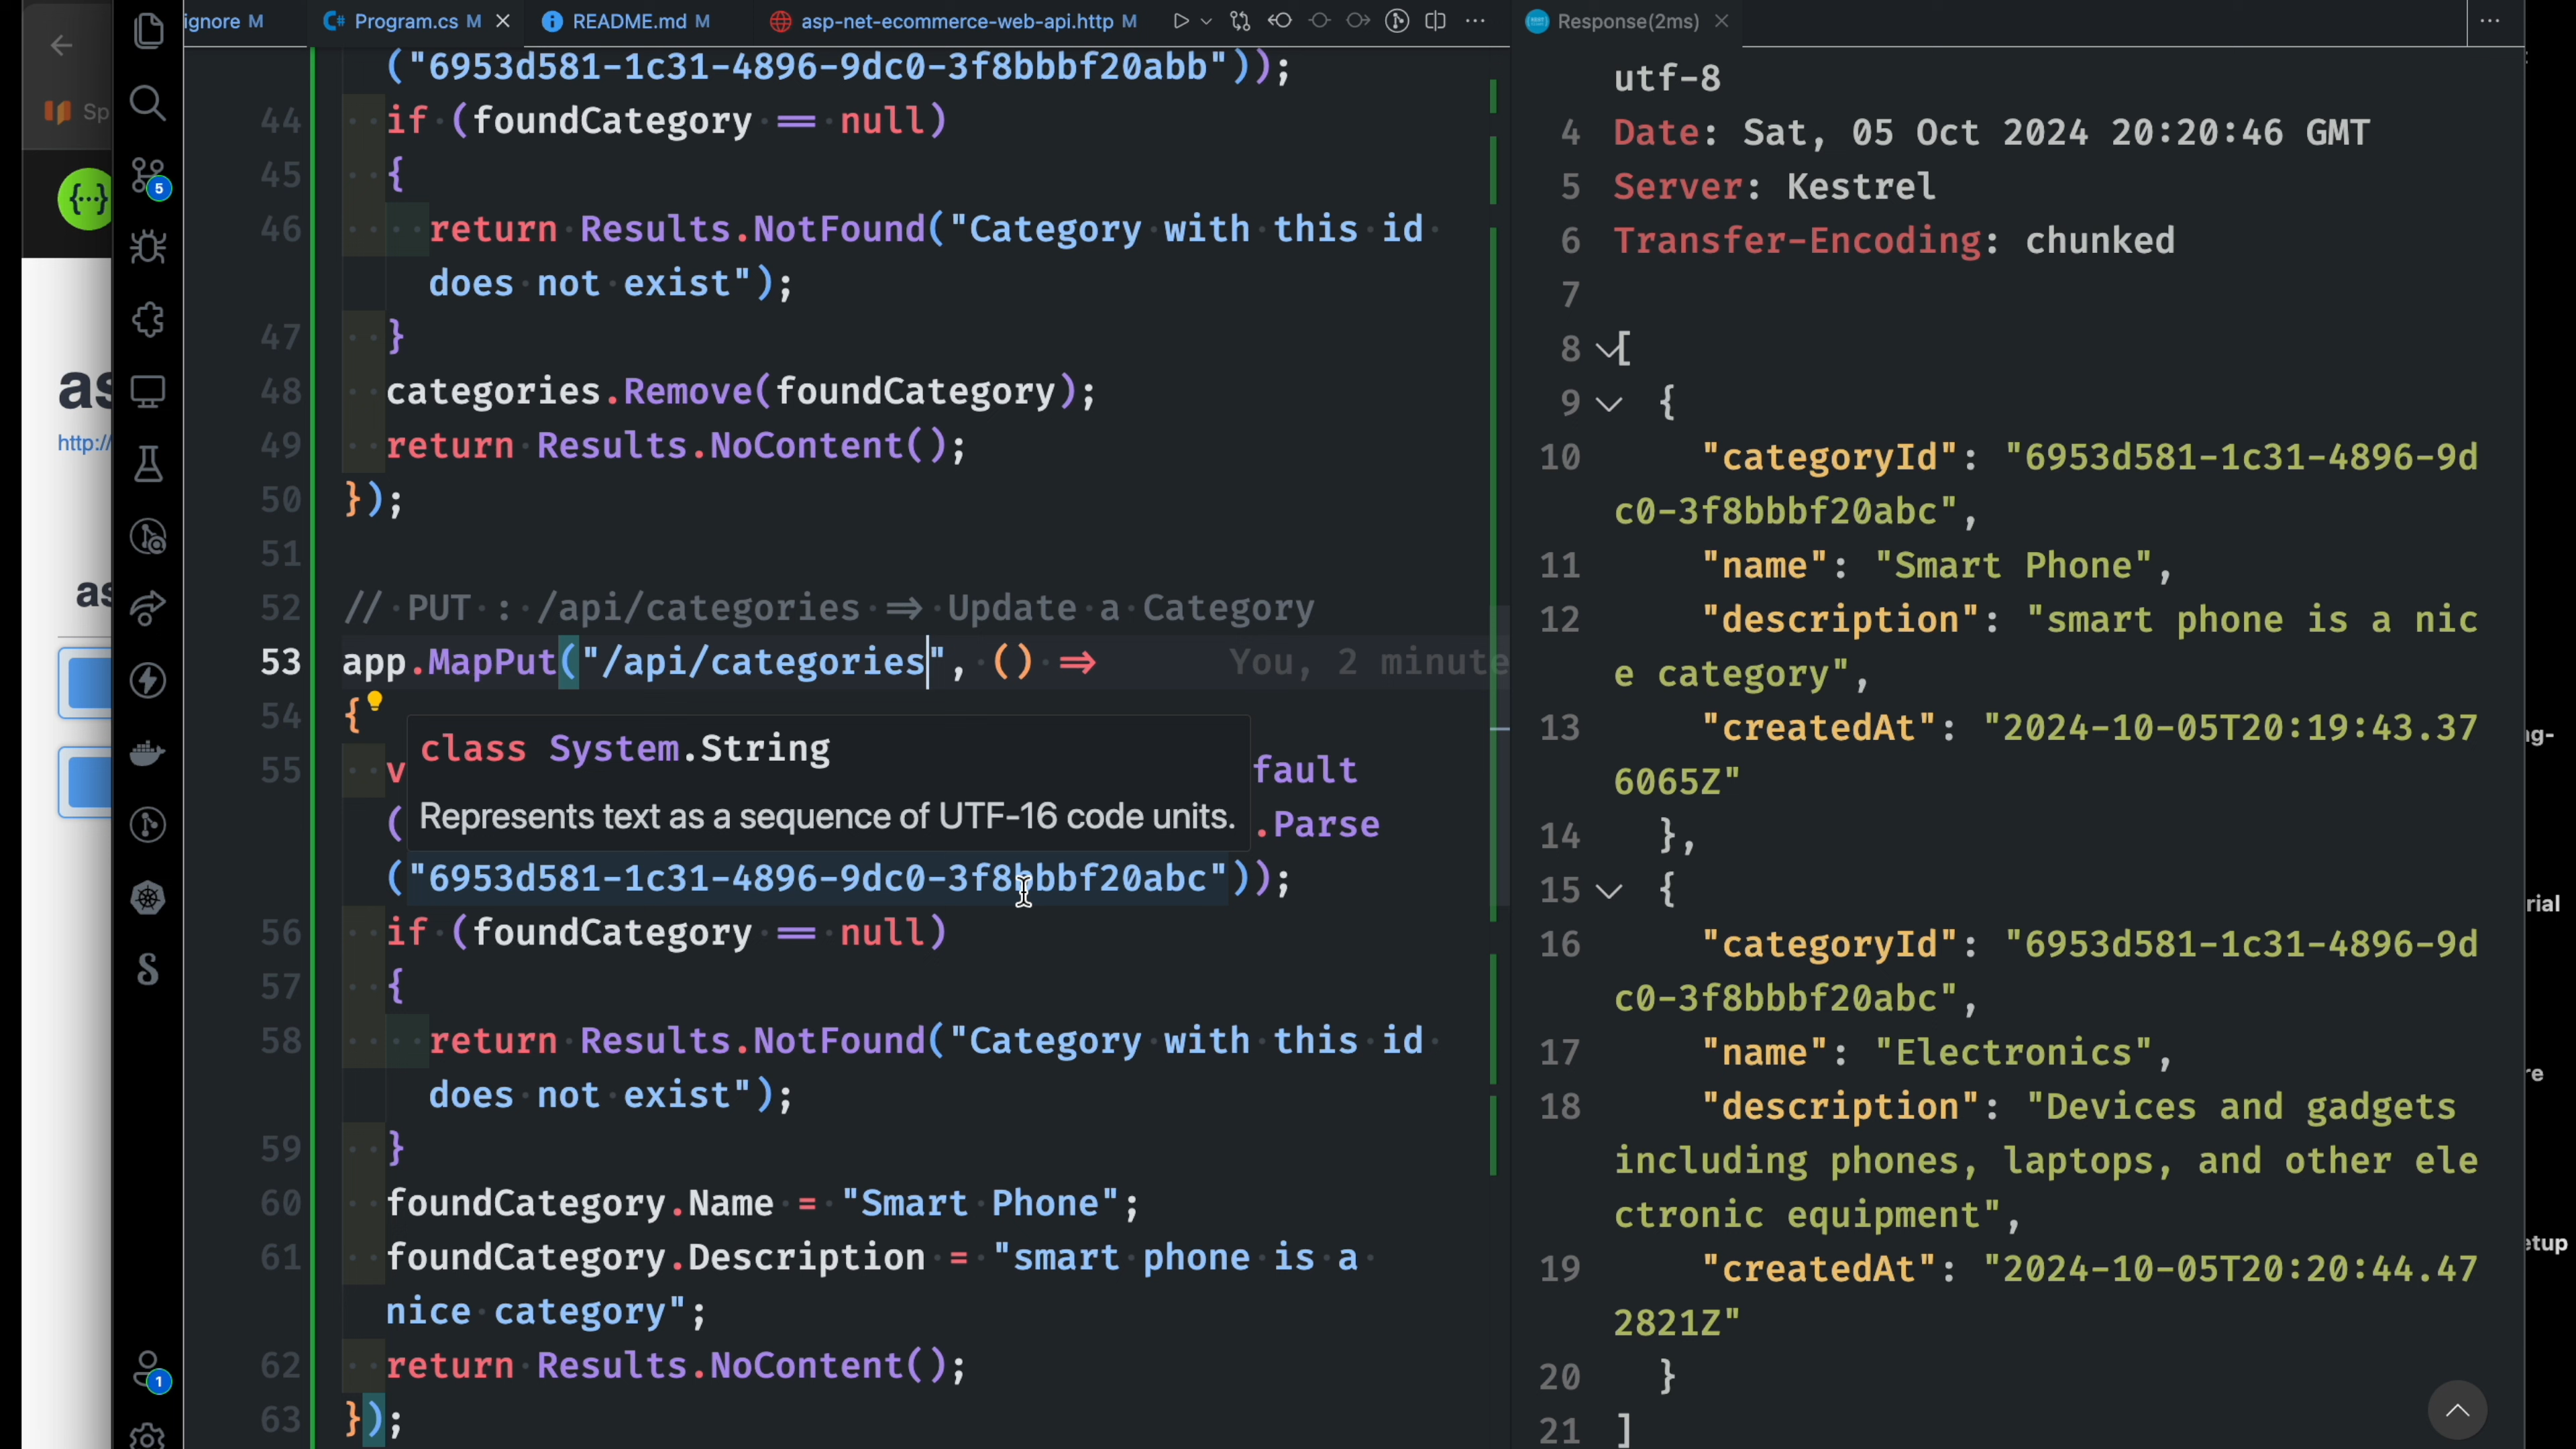 ignore M
Program.cs M
README.md M
asp-net-ecommerce-web-api.http M
Response(2ms)
Sp
5
as
http://
as
1
("6953d581-1c31-4896-9dc0-3f8bbbf20abb"));
44 if (foundCategory == null)
45 {
46 return Results.NotFound("Category with this id
does not exist");
47 }
48 categories.Remove(foundCategory);
49 return Results.NoContent();
50 });
51
52 // PUT : /api/categories => Update a Category
53 app.MapPut("/api/categories", () => You, 2 minute
54 {
class System.String
Represents text as a sequence of UTF-16 code units.
55 v fault
( .Parse
("6953d581-1c31-4896-9dc0-3f8bbbf20abc"));
56 if (foundCategory == null)
57 {
58 return Results.NotFound("Category with this id
does not exist");
59 }
60 foundCategory.Name = "Smart Phone";
61 foundCategory.Description = "smart phone is a
nice category";
62 return Results.NoContent();
63 });
utf-8
4 Date: Sat, 05 Oct 2024 20:20:46 GMT
5 Server: Kestrel
6 Transfer-Encoding: chunked
7
8 [
9 {
10 "categoryId": "6953d581-1c31-4896-9d
c0-3f8bbbf20abc",
11 "name": "Smart Phone",
12 "description": "smart phone is a nic
e category",
13 "createdAt": "2024-10-05T20:19:43.37
6065Z"
14 },
15 {
16 "categoryId": "6953d581-1c31-4896-9d
c0-3f8bbbf20abc",
17 "name": "Electronics",
18 "description": "Devices and gadgets
including phones, laptops, and other ele
ctronic equipment",
19 "createdAt": "2024-10-05T20:20:44.47
2821Z"
20 }
21 ]
ng-
rial
re
etup